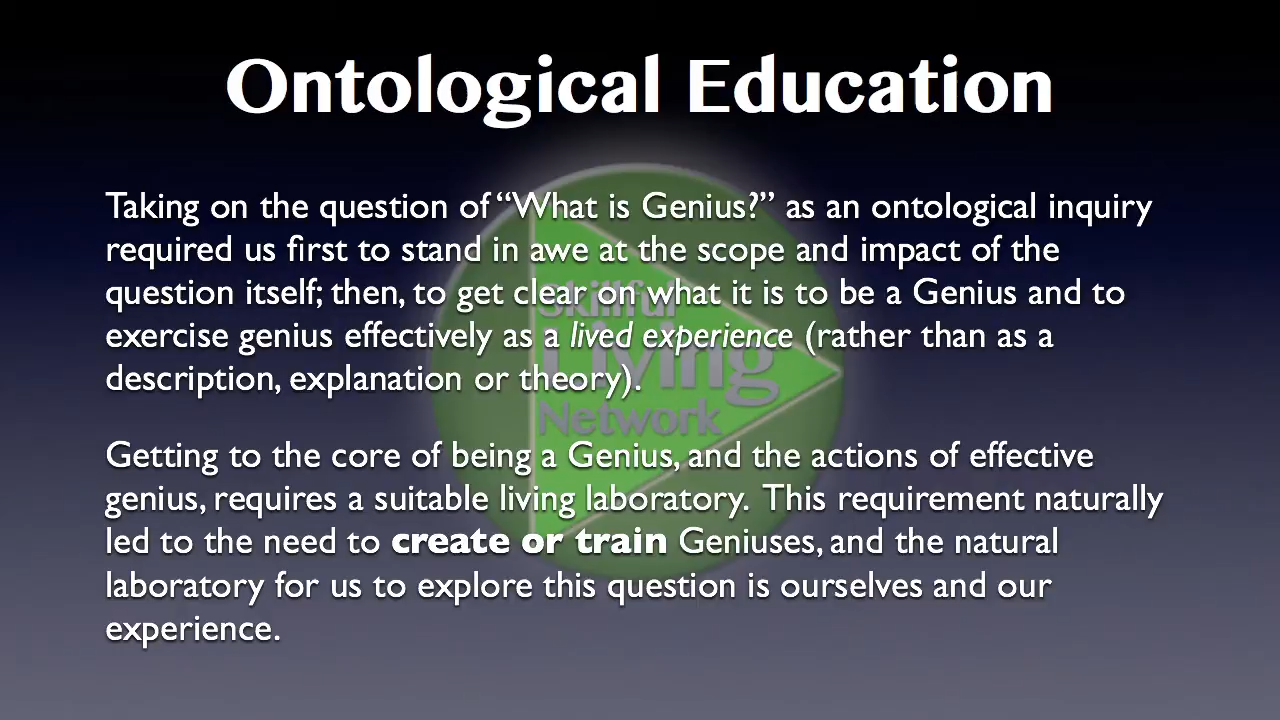 Ontological Education
Taking on the question of “What is Genius?” as an ontological inquiry
required us first to stand in awe at the scope and impact of the
question itself; then, to get clear on what it is to be a Genius and to
exercise genius effectively as a lived experience (rather than as a
description, explanation or theory).
Getting to the core of being a Genius, and the actions of effective
genius, requires a suitable living laboratory. This requirement naturally
led to the need to create or train Geniuses, and the natural
laboratory for us to explore this question is ourselves and our
experience.
Skillful
Living
Network